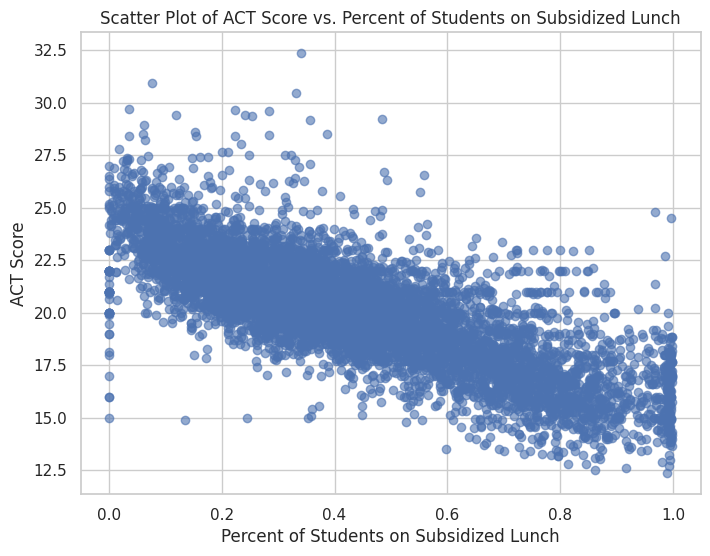 Scatter Plot of ACT Score vs. Percent of Students on Subsidized Lunch
ACT Score
32.5
30.0
27.5
25.0
22.5
20.0
17.5
15.0
12.5
0.0 0.2 0.4 0.6 0.8 1.0
Percent of Students on Subsidized Lunch